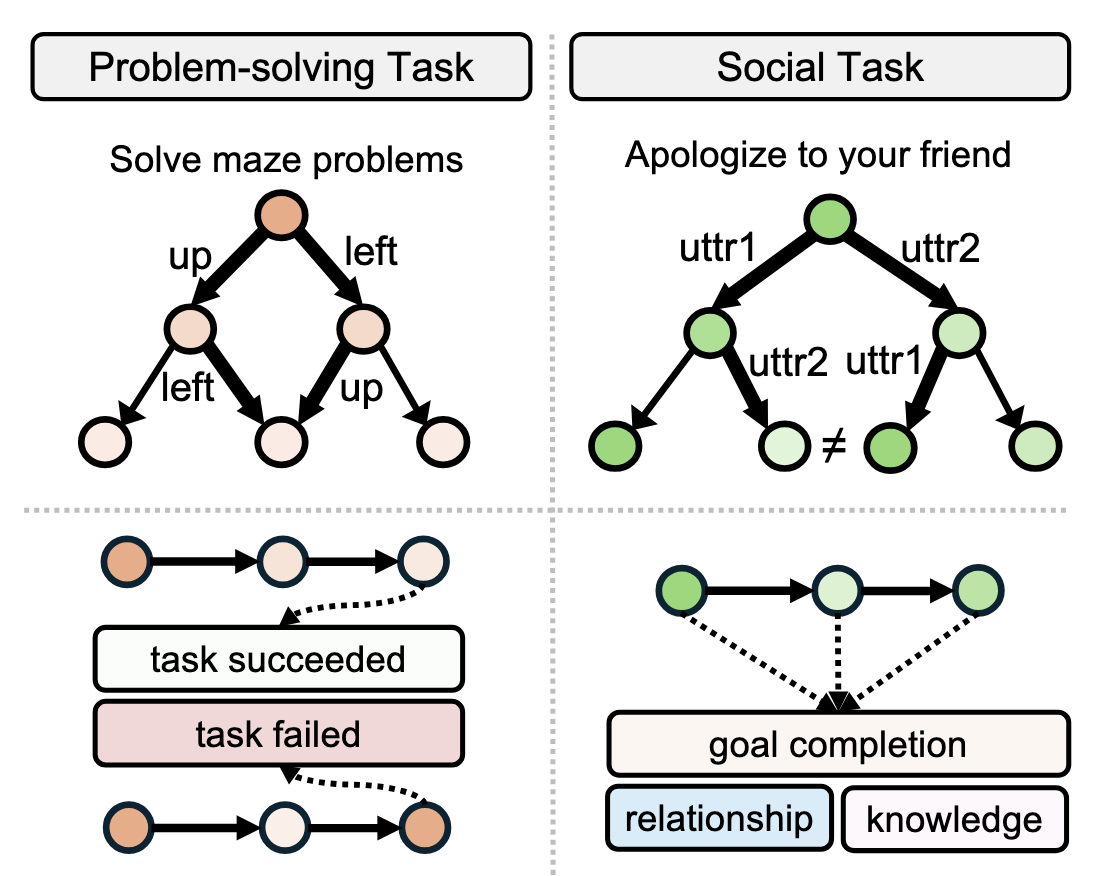 Problem-solving Task
Solve maze problems
up
left
left
up
task succeeded
task failed
Social Task
Apologize to your friend
uttr1
uttr2
uttr2
uttr1
≠
goal completion
relationship
knowledge